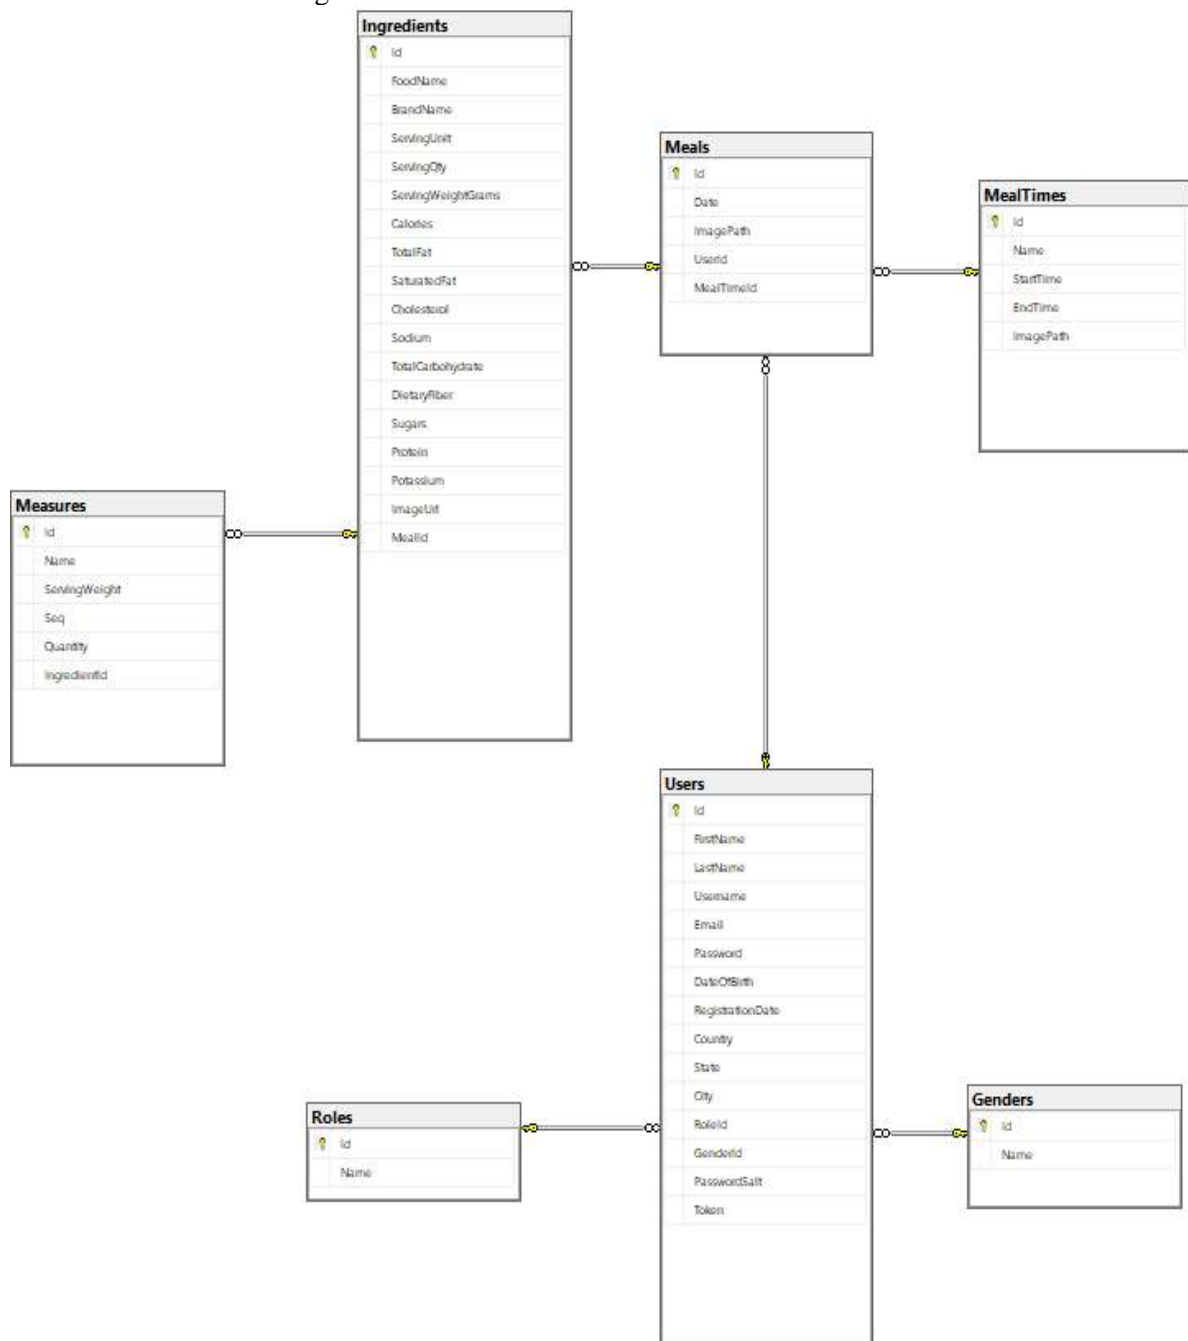 Ingredients
Id
FoodName
BrandName
ServingUnit
ServingQty
ServingWeightGrams
Calories
TotalFat
SaturatedFat
Cholesterol
Sodium
TotalCarbohydrate
DietaryFiber
Sugars
Protein
Potassium
ImageUrl
MealId
Meals
Id
Date
ImagePath
UserId
MealTimeId
MealTimes
Id
Name
StartTime
EndTime
ImagePath
Measures
Id
Name
ServingWeight
Seq
Quantity
IngredientId
Users
Id
FirstName
LastName
Username
Email
Password
DateOfBirth
RegistrationDate
Country
State
City
RoleId
GenderId
PasswordSalt
Token
Roles
Id
Name
Genders
Id
Name